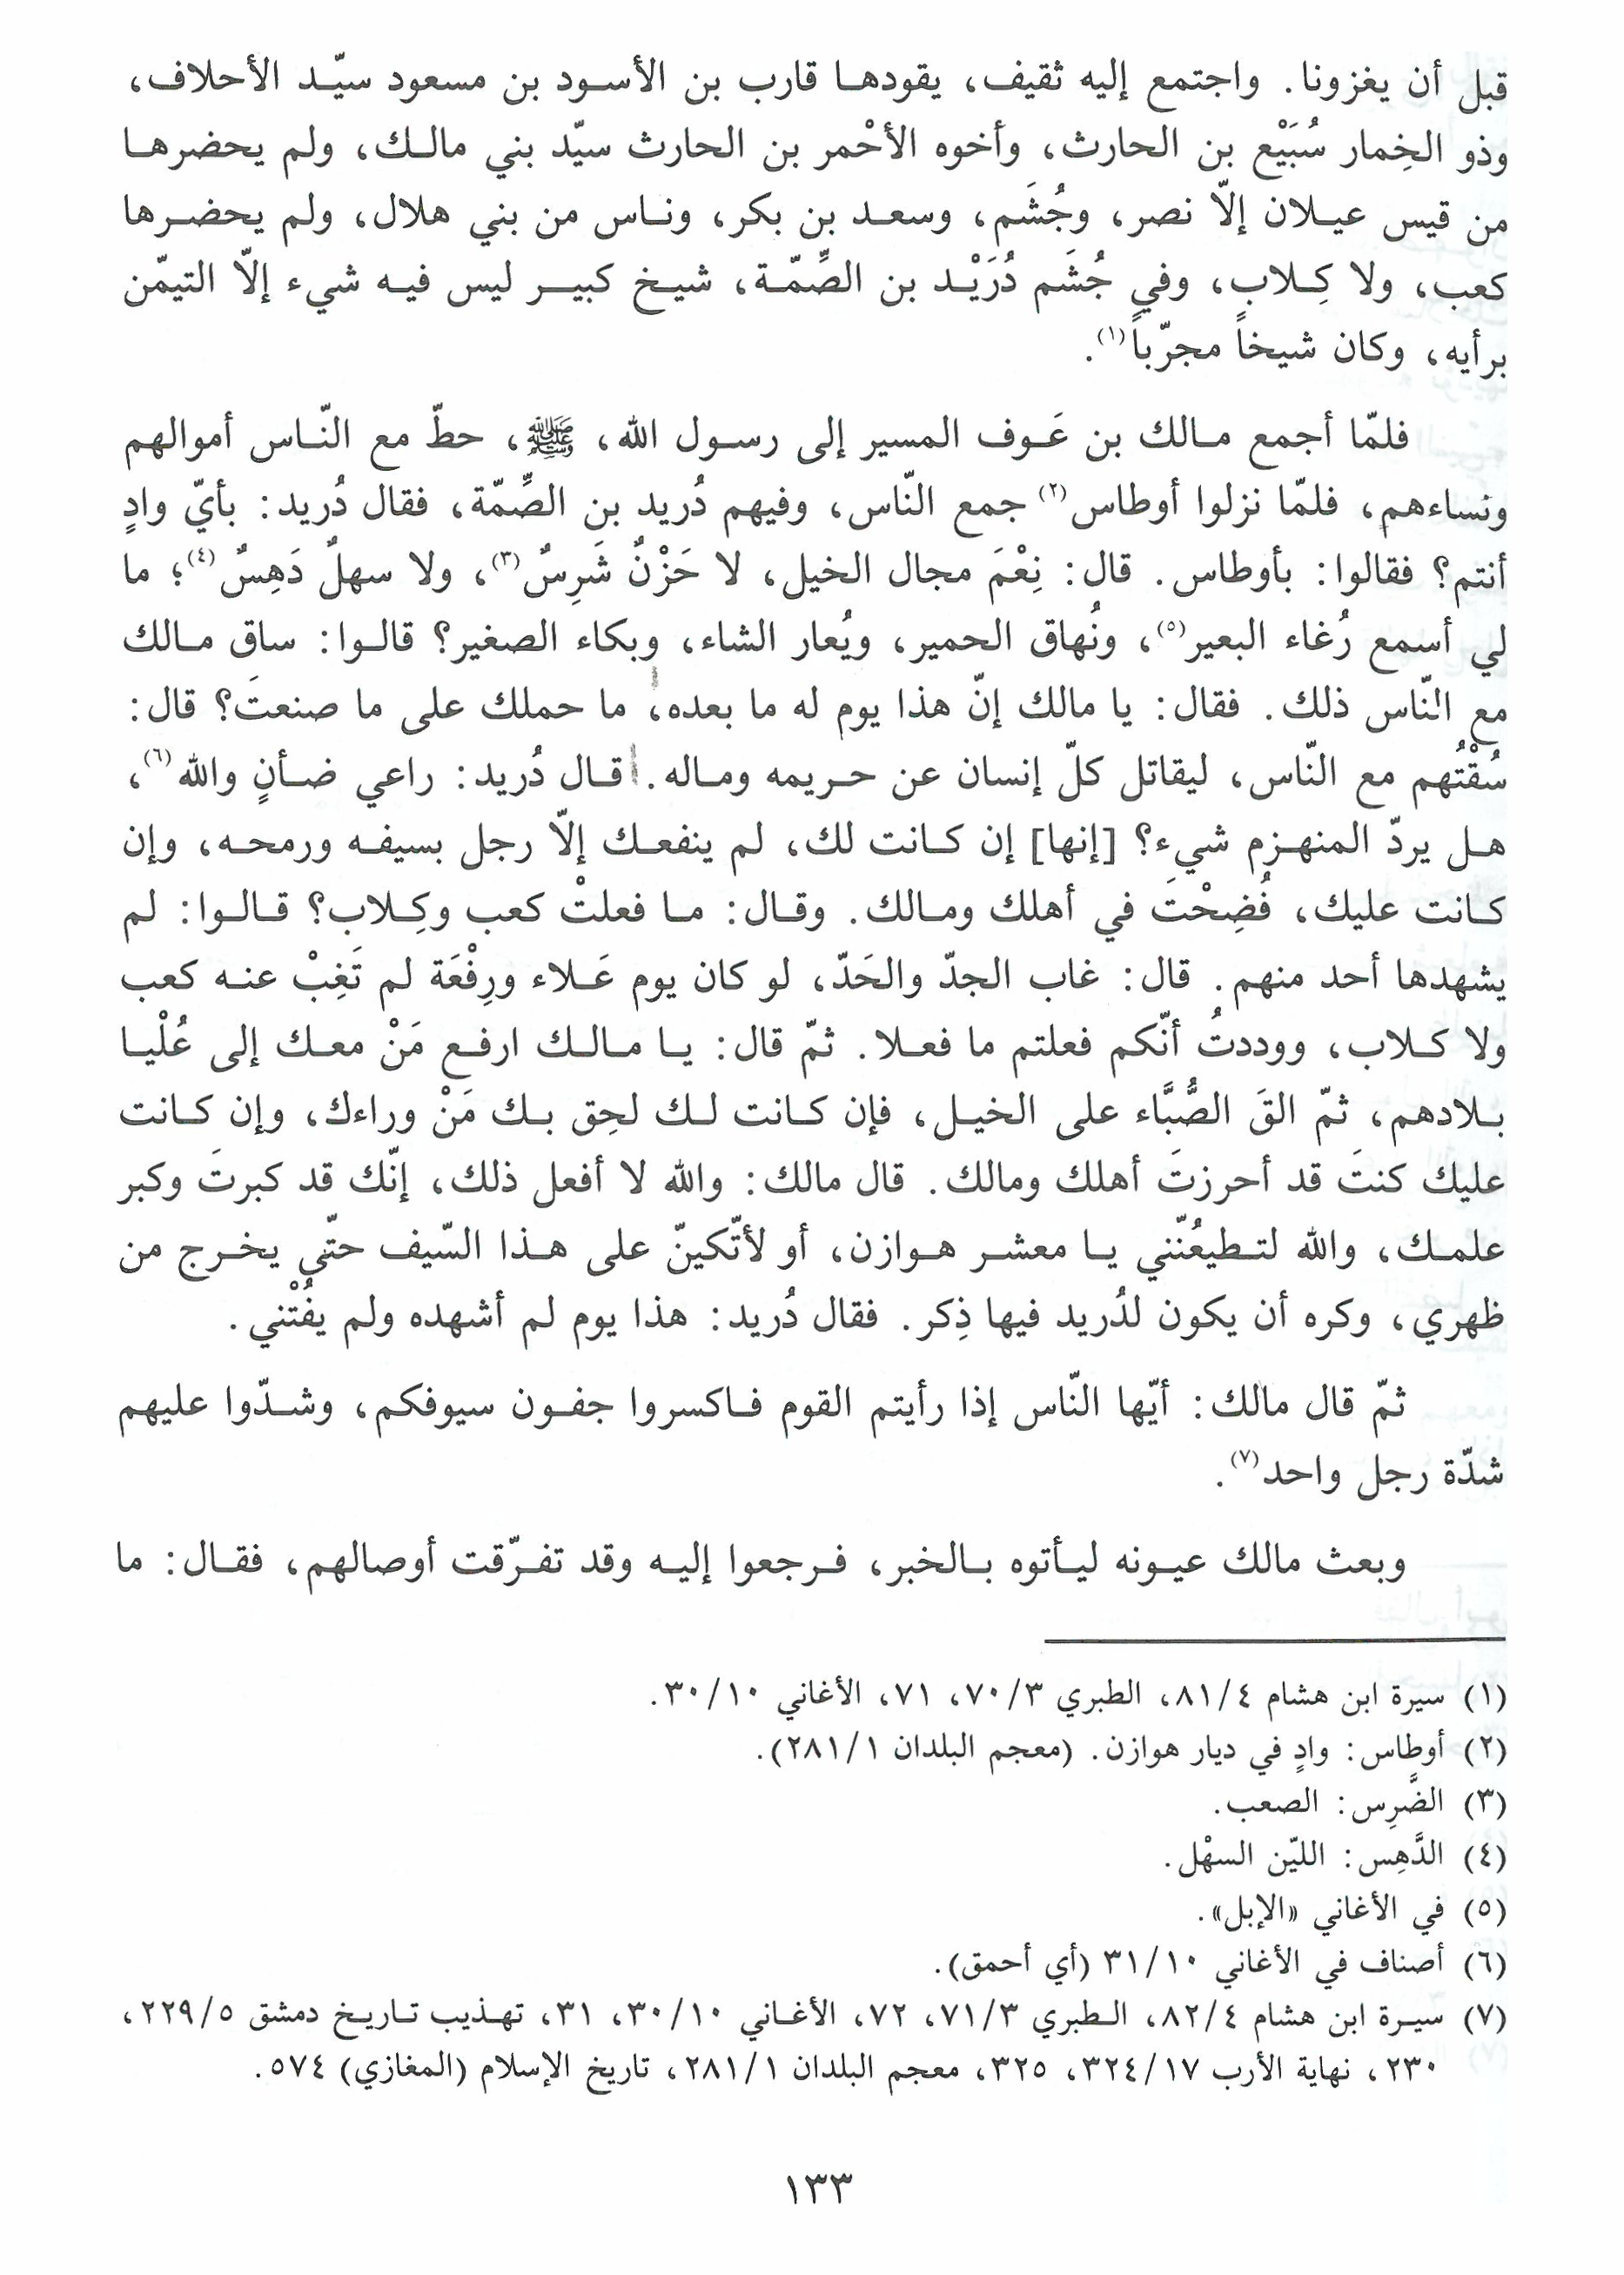 قبل أن يغزونا. واجتمع إليه ثقيف، يقودها قارب بن الأسود بن مسعود سيّد الأحلاف،
وذو الخِمار سُبَيْع بن الحارث، وأخوه الأحْمر بن الحارث سيّد بني مالك، ولم يحضرها
من قيس عيلان إلّا نصر، وجُشَم، وسعد بن بكر، وناس من بني هلال، ولم يحضرها
كعب، ولا كِلاب، وفي جُشَم دُرَيْد بن الصِّمّة، شيخ كبير ليس فيه شيء إلّا التيمّن
برأيه، وكان شيخاً مجرّباً(١).
فلمّا أجمع مالك بن عَوف المسير إلى رسول الله، ﷺ، حطّ مع النّاس أموالهم
ونساءهم، فلمّا نزلوا أوطاس(٢) جمع النّاس، وفيهم دُريد بن الصِّمّة، فقال دُريد: بأيّ وادٍ
أنتم؟ فقالوا: بأوطاس. قال: نِعْمَ مجال الخيل، لا حَزْنٌ شَرِسٌ(٣)، ولا سهلٌ دَهِسٌ(٤)؛ ما
لي أسمع رُغاء البعير(٥)، ونُهاق الحمير، ويُعار الشاء، وبكاء الصغير؟ قالوا: ساق مالك
مع النّاس ذلك. فقال: يا مالك إنّ هذا يوم له ما بعده، ما حملك على ما صنعتَ؟ قال:
سُقْتُهم مع النّاس، ليقاتل كلّ إنسان عن حريمه وماله. قال دُريد: راعي ضأنٍ والله(٦)،
هل يردّ المنهزم شيء؟ [إنها] إن كانت لك، لم ينفعك إلّا رجل بسيفه ورمحه، وإن
كانت عليك، فُضِحْتَ في أهلك ومالك. وقال: ما فعلتْ كعب وكِلاب؟ قالوا: لم
يشهدها أحد منهم. قال: غاب الجدّ والحَدّ، لو كان يوم عَلاء ورِفْعَة لم تَغِبْ عنه كعب
ولا كلاب، ووددتُ أنّكم فعلتم ما فعلا. ثمّ قال: يا مالك ارفع مَنْ معك إلى عُلْيا
بلادهم، ثمّ القَ الصُّبَّاء على الخيل، فإن كانت لك لحِق بك مَنْ وراءك، وإن كانت
عليك كنتَ قد أحرزتَ أهلك ومالك. قال مالك: والله لا أفعل ذلك، إنّك قد كبرتَ وكبر
علمك، والله لتطيعُنّني يا معشر هوازن، أو لأتّكينّ على هذا السّيف حتّى يخرج من
ظهري، وكره أن يكون لدُريد فيها ذِكر. فقال دُريد: هذا يوم لم أشهده ولم يفُتْني.
ثمّ قال مالك: أيّها النّاس إذا رأيتم القوم فاكسروا جفون سيوفكم، وشدّوا عليهم
شدّة رجل واحد(٧).
وبعث مالك عيونه ليأتوه بالخبر، فرجعوا إليه وقد تفرّقت أوصالهم، فقال: ما
(١) سيرة ابن هشام ٨١/٤، الطبري ٧٠/٣، ٧١، الأغاني ٣٠/١٠.
(٢) أوطاس: وادٍ في ديار هوازن. (معجم البلدان ٢٨١/١).
(٣) الضَّرِس: الصعب.
(٤) الدَّهِس: الليّن السهْل.
(٥) في الأغاني «الإبل».
(٦) أصناف في الأغاني ٣١/١٠ (أي أحمق).
(٧) سيرة ابن هشام ٨٢/٤، الطبري ٧١/٣، ٧٢، الأغاني ٣٠/١٠، ٣١، تهذيب تاريخ دمشق ٢٢٩/٥،
٢٣٠، نهاية الأرب ٣٢٤/١٧، ٣٢٥، معجم البلدان ٢٨١/١، تاريخ الإسلام (المغازي) ٥٧٤.
١٣٣